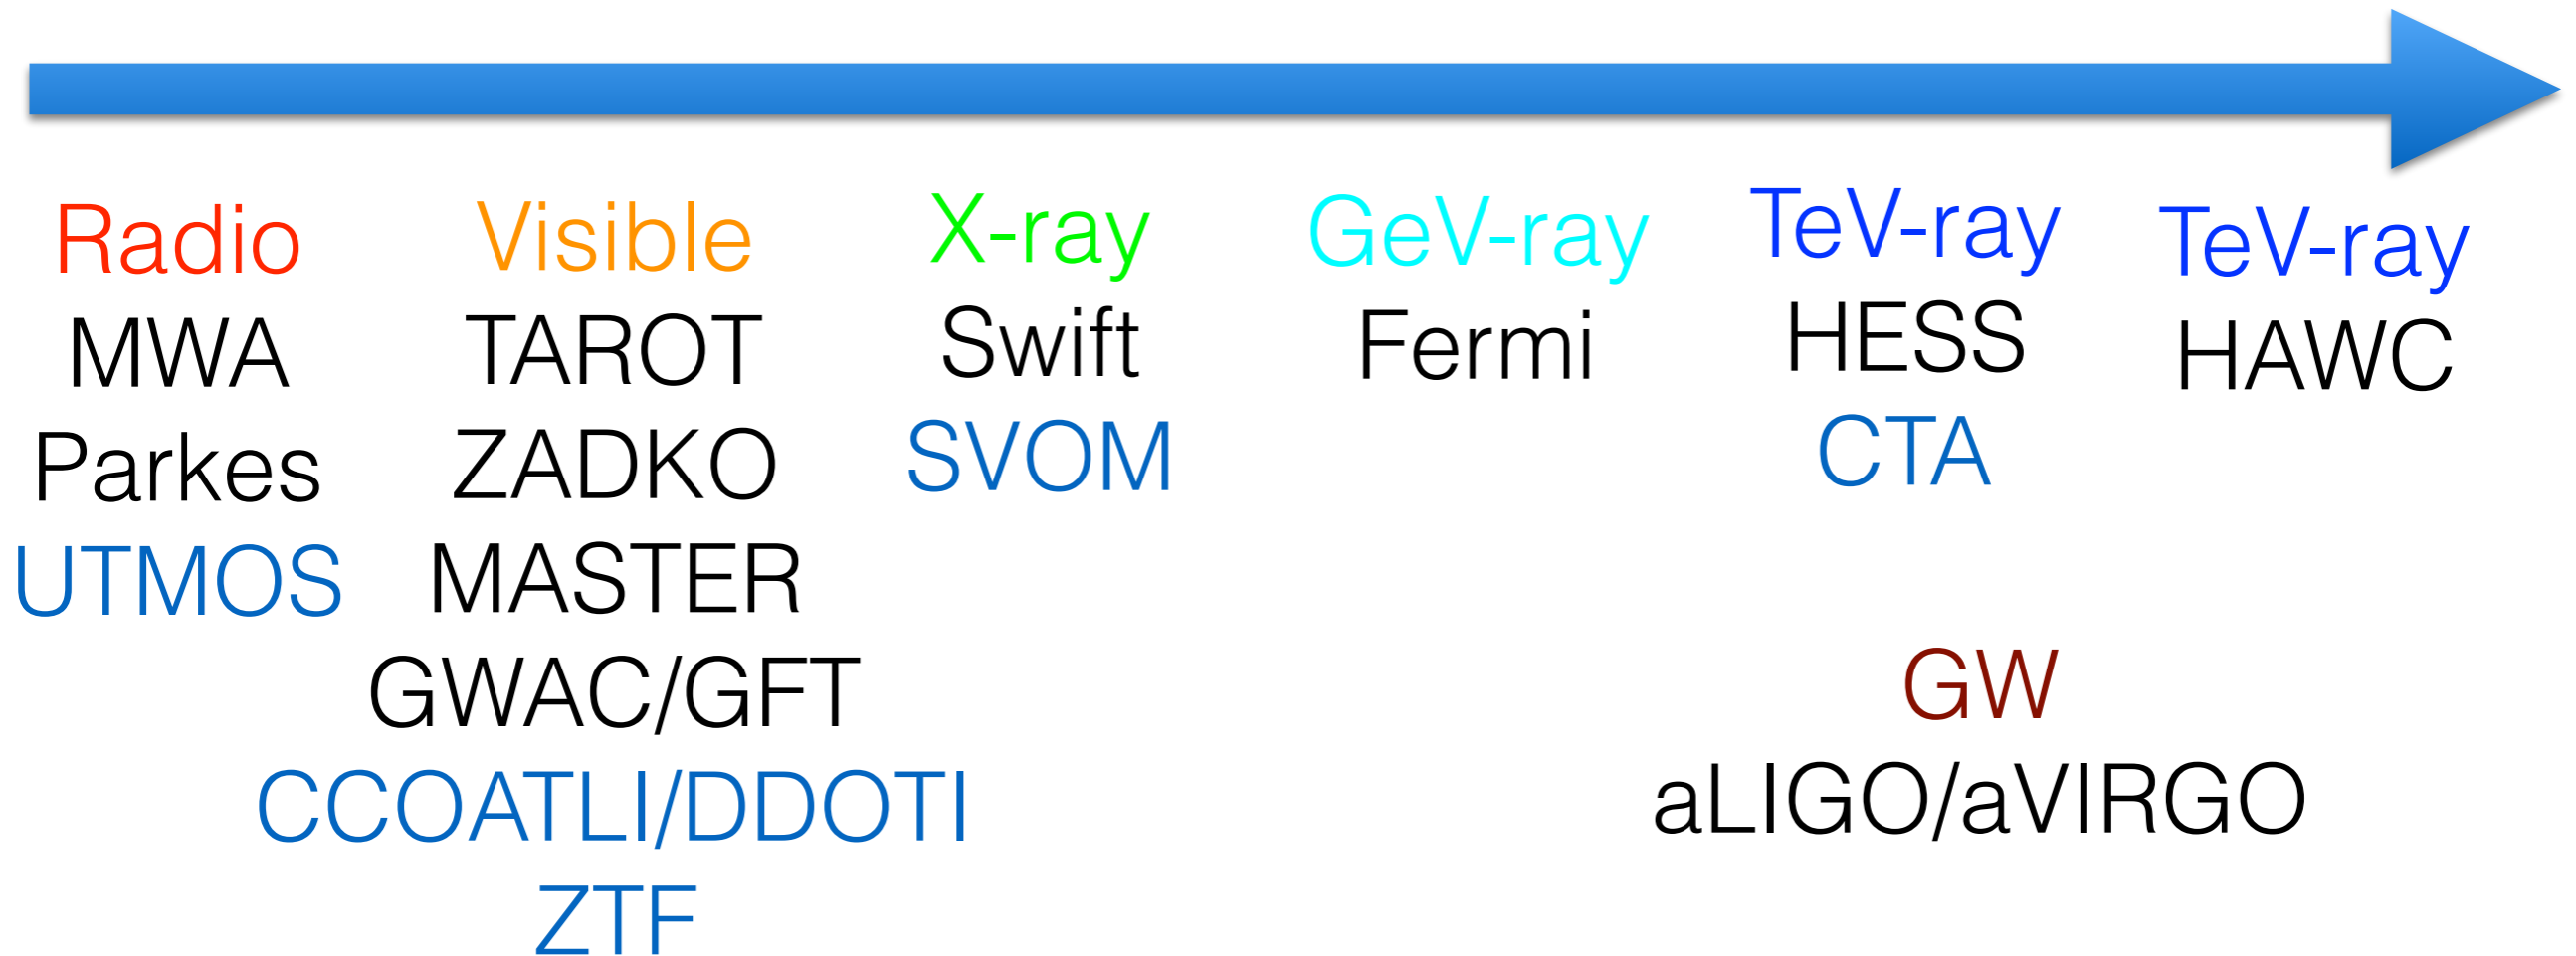 Radio
MWA
Parkes
UTMOS
Visible
TAROT
ZADKO
MASTER
GWAC/GFT
CCOATLI/DDOTI
ZTF
X-ray
Swift
SVOM
GeV-ray
Fermi
TeV-ray
HESS
CTA
TeV-ray
HAWC
GW
aLIGO/aVIRGO